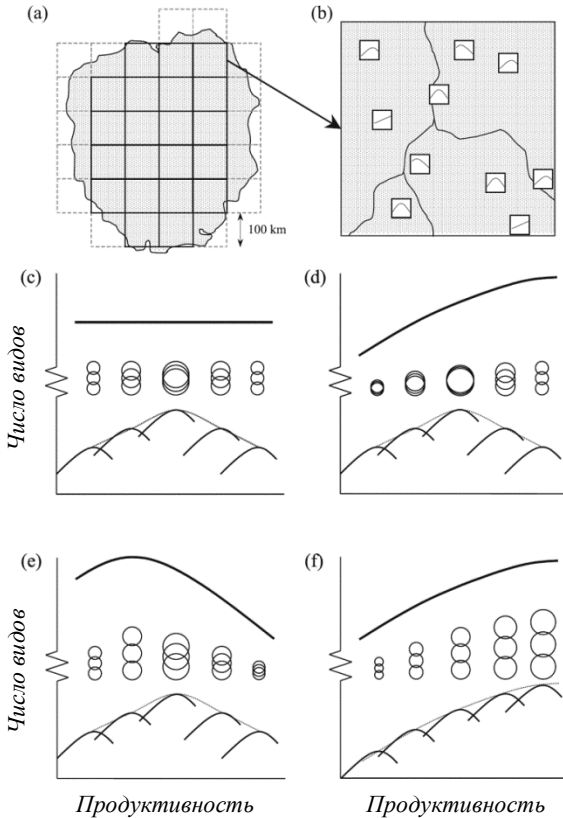 (a)
(b)
100 km
(c)
(d)
Число видов
(e)
(f)
Число видов
Продуктивность
Продуктивность